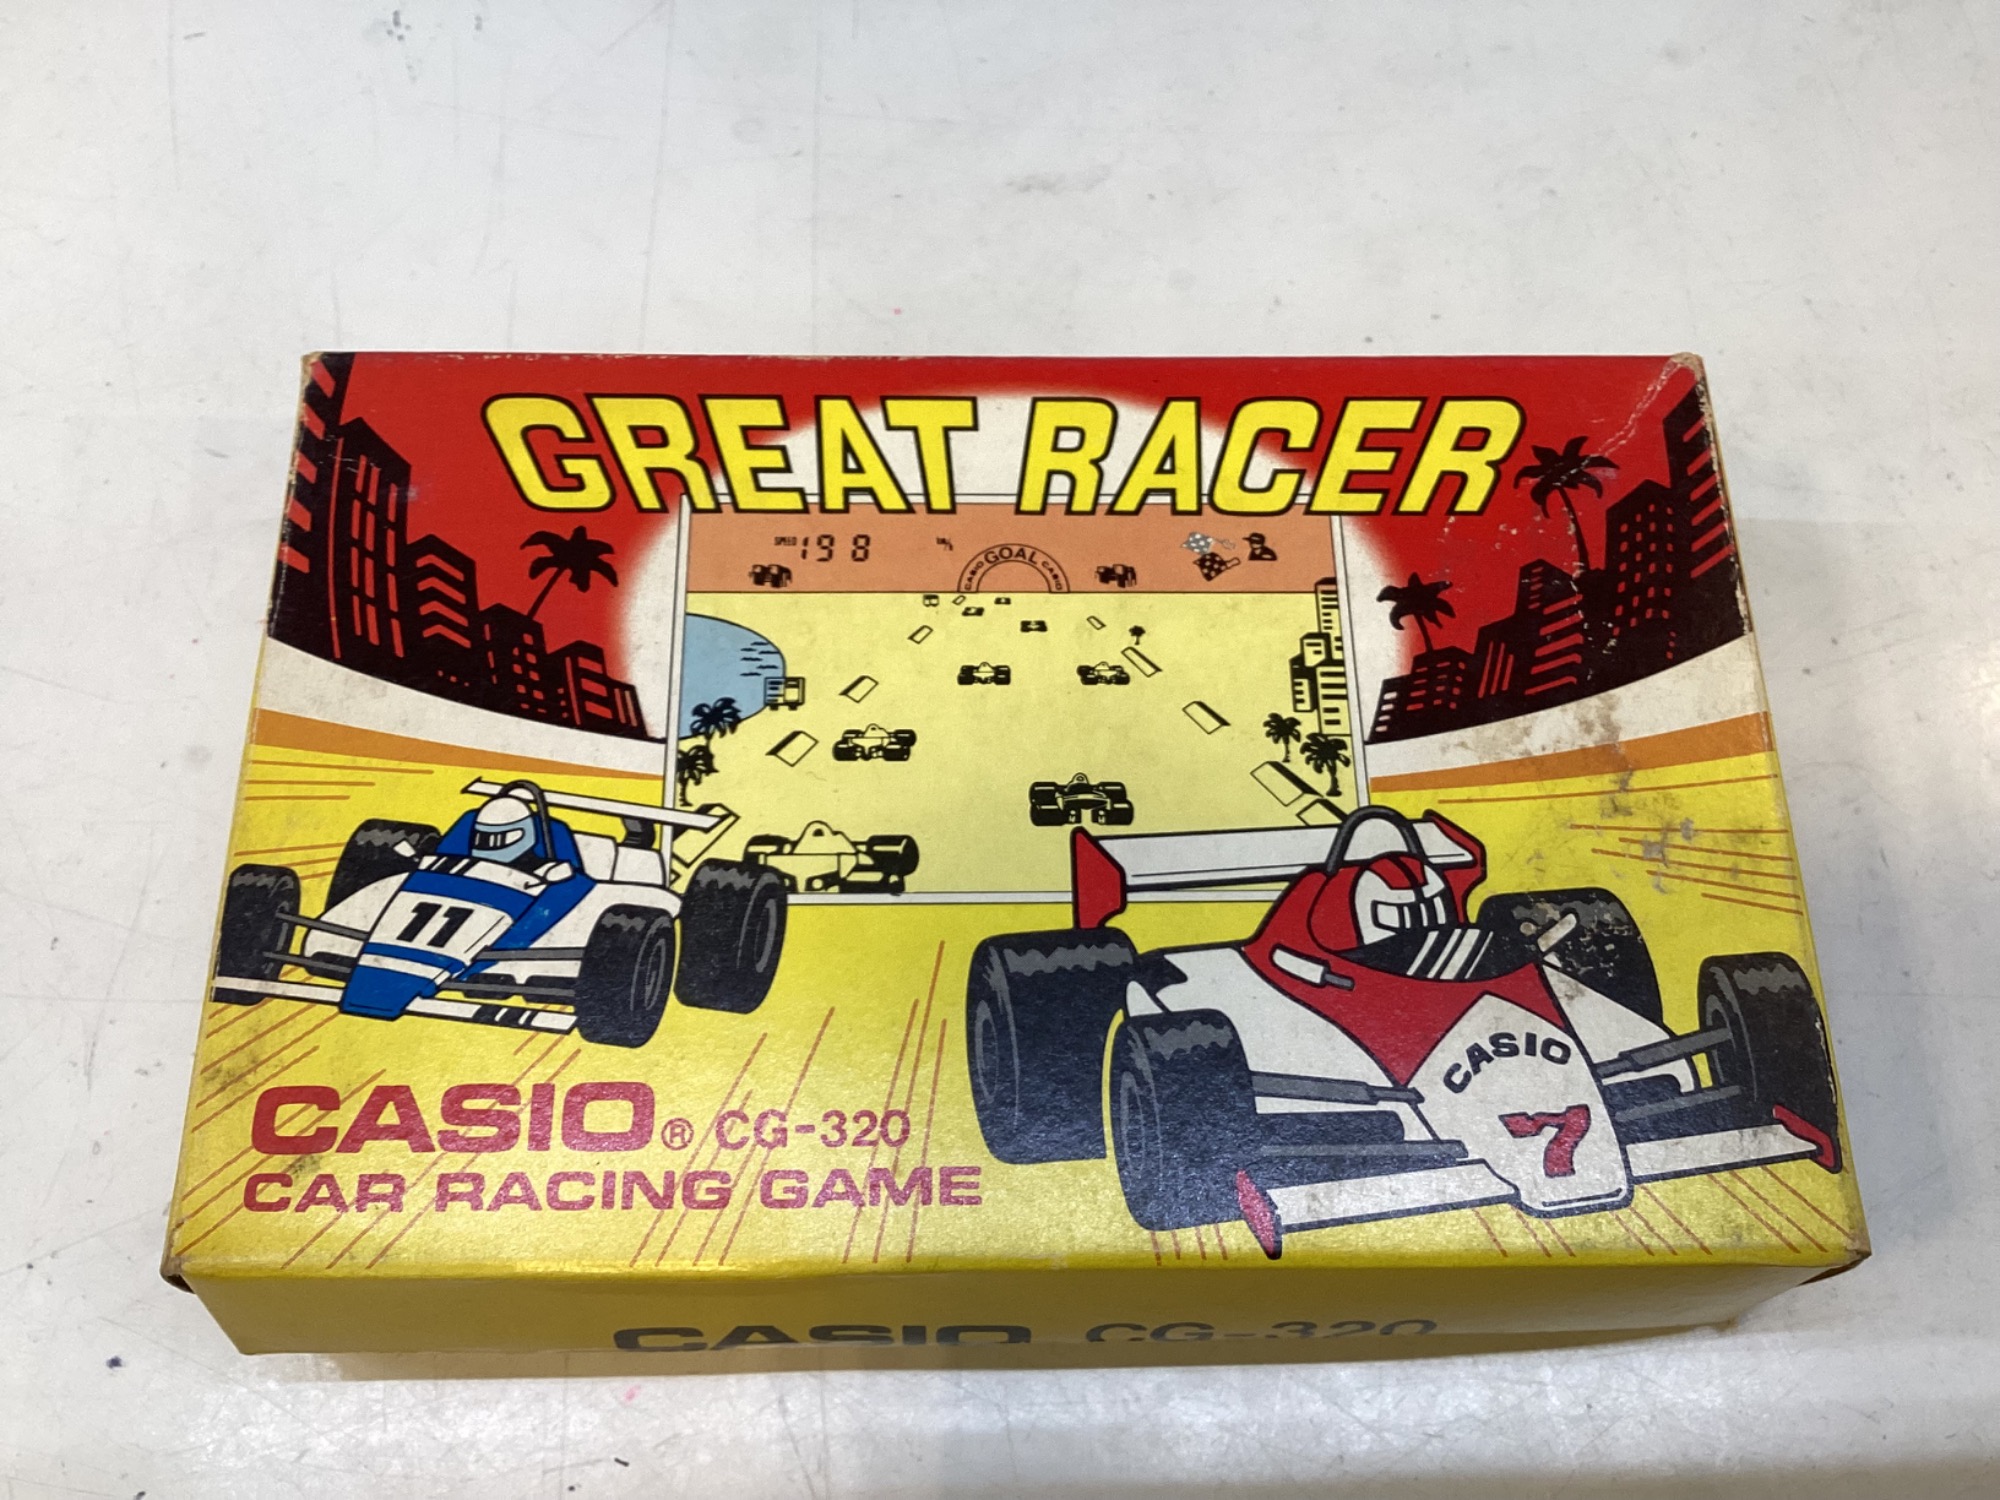 GREAT RACER
SPEED 198 km/h
CASIO GOAL CASIO
11
CASIO
7
CASIO® CG-320
CAR RACING GAME
CASIO CG-320